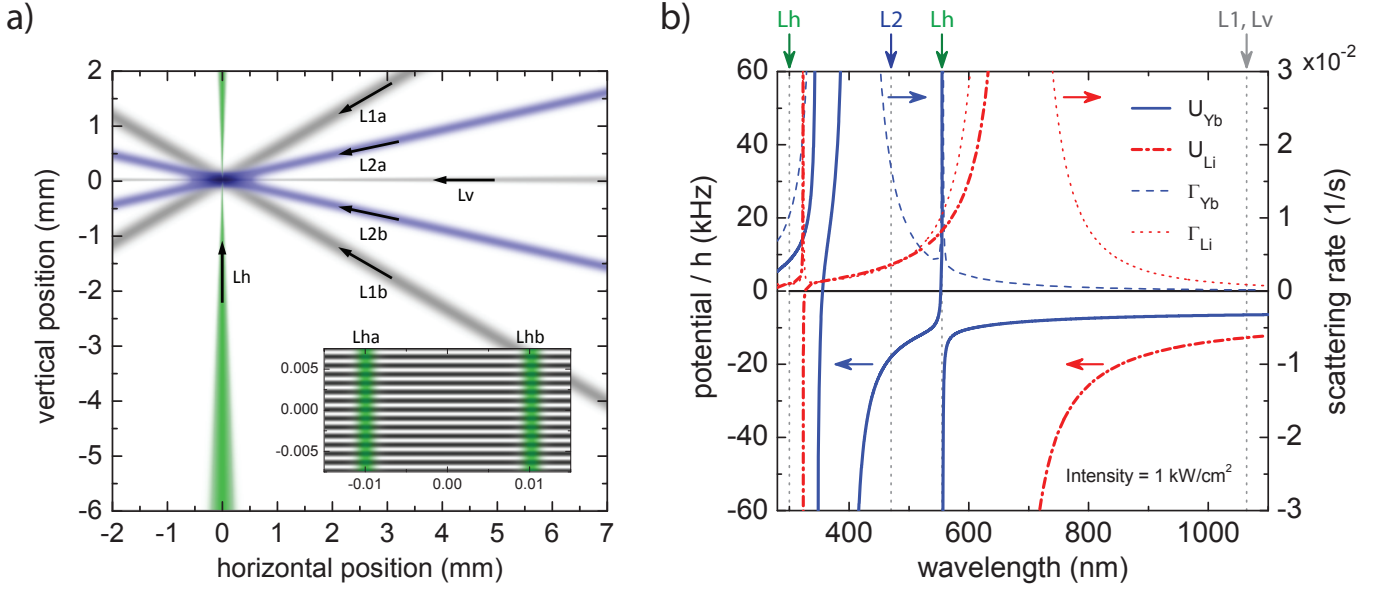 a)
2
1
0
-1
-2
-3
-4
-5
-6
vertical position (mm)
-2 -1 0 1 2 3 4 5 6 7
horizontal position (mm)
L1a
L2a
Lv
L2b
L1b
Lh
Lha Lhb
0.005
0.000
-0.005
-0.01 0.00 0.01
b)
Lh L2 Lh L1, Lv
60
40
20
0
-20
-40
-60
potential / h (kHz)
x10⁻²
3
2
1
0
-1
-2
-3
scattering rate (1/s)
U_Yb
U_Li
Γ_Yb
Γ_Li
Intensity = 1 kW/cm²
400 600 800 1000
wavelength (nm)